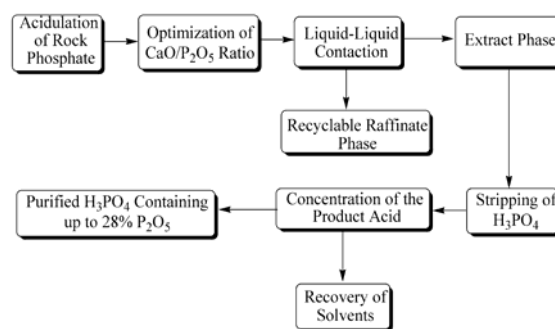 Acidulation
of Rock
Phosphate
Optimization of
CaO/P₂O₅ Ratio
Liquid-Liquid
Contaction
Extract Phase
Recyclable Raffinate
Phase
Purified H₃PO₄ Containing
up to 28% P₂O₅
Concentration of the
Product Acid
Stripping of
H₃PO₄
Recovery of
Solvents